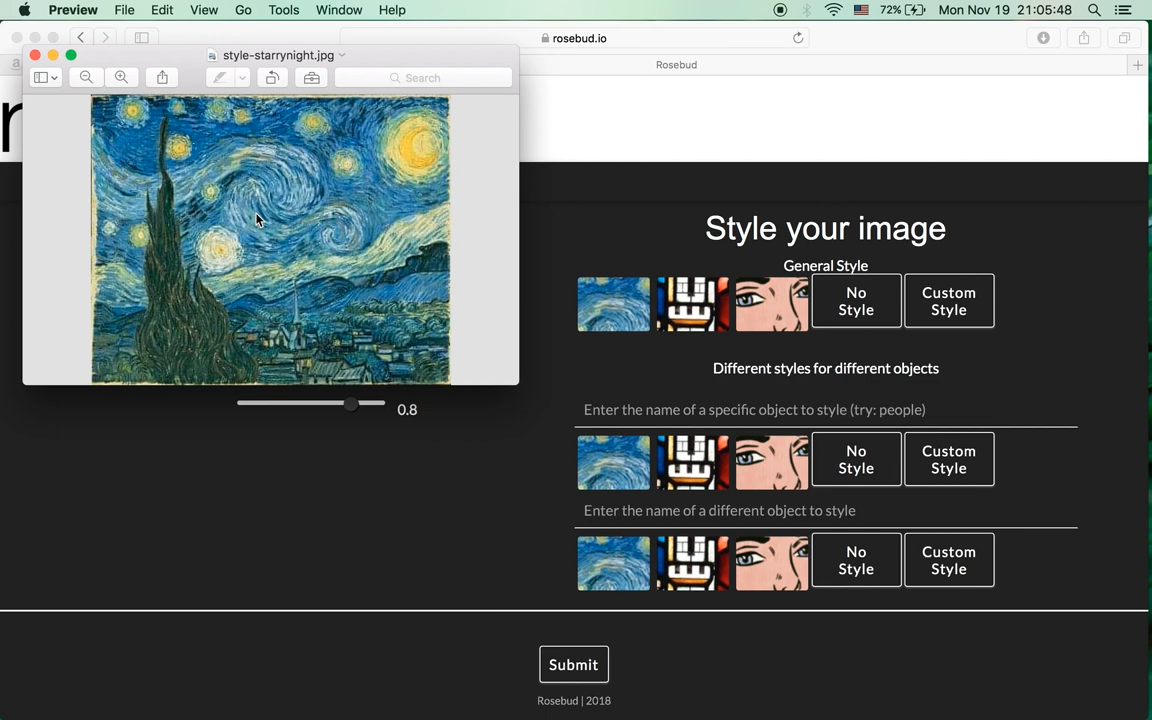 Preview File Edit View Go Tools Window Help 72% Mon Nov 19 21:05:48
rosebud.io
style-starrynight.jpg
Search
a
Rosebud
r
Style your image
General Style
No
Style
Custom
Style
Different styles for different objects
0.8
Enter the name of a specific object to style (try: people)
No
Style
Custom
Style
Enter the name of a different object to style
No
Style
Custom
Style
Submit
Rosebud | 2018